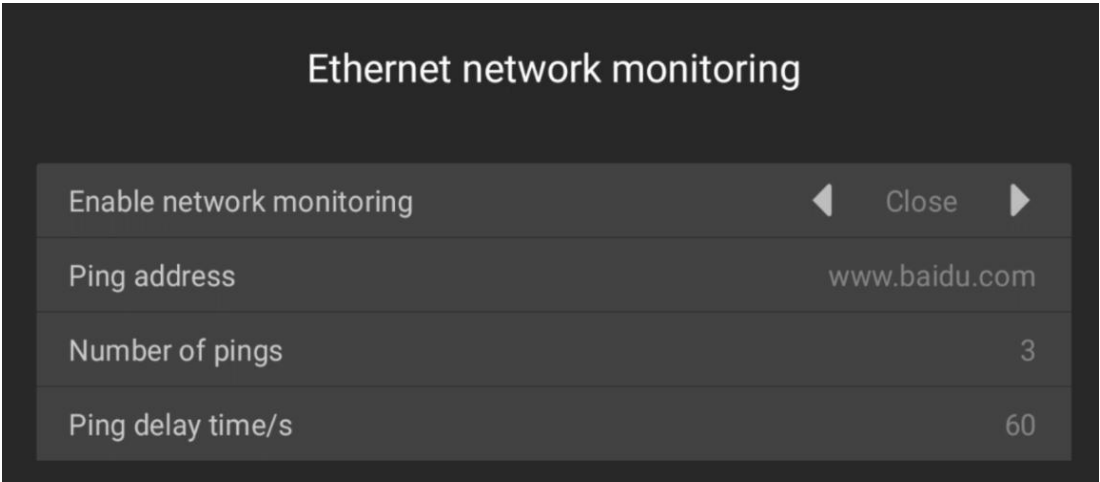 Ethernet network monitoring
Enable network monitoring Close
Ping address www.baidu.com
Number of pings 3
Ping delay time/s 60